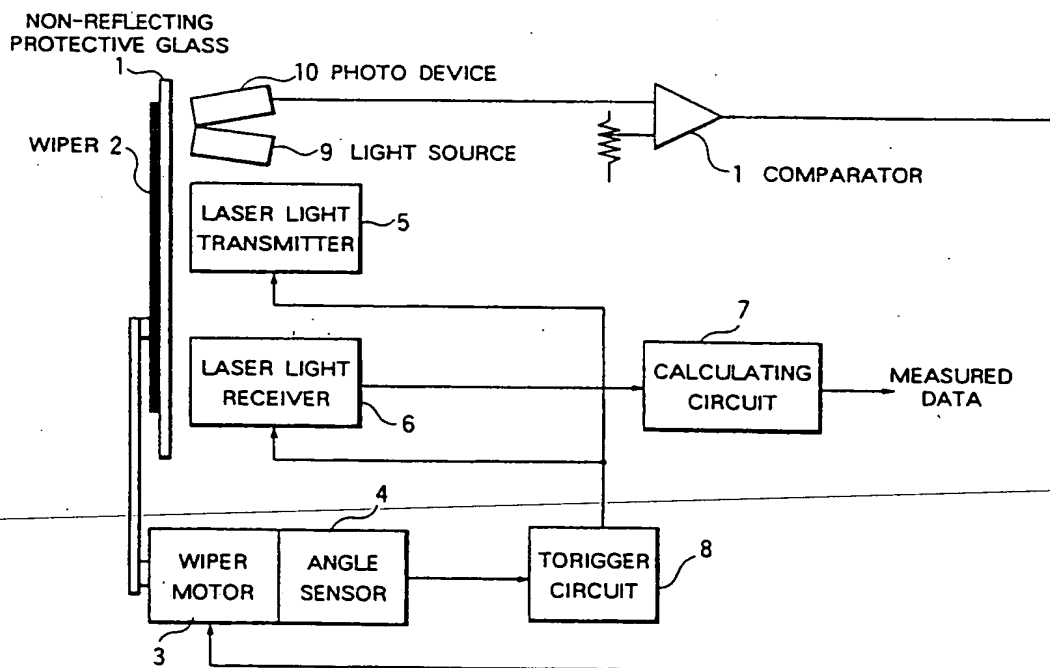 NON-REFLECTING
PROTECTIVE GLASS
1
10 PHOTO DEVICE
WIPER 2
9 LIGHT SOURCE
1 COMPARATOR
LASER LIGHT
TRANSMITTER
5
7
LASER LIGHT
RECEIVER
6
CALCULATING
CIRCUIT
MEASURED
DATA
4
WIPER
MOTOR
ANGLE
SENSOR
TORIGGER
CIRCUIT
8
3